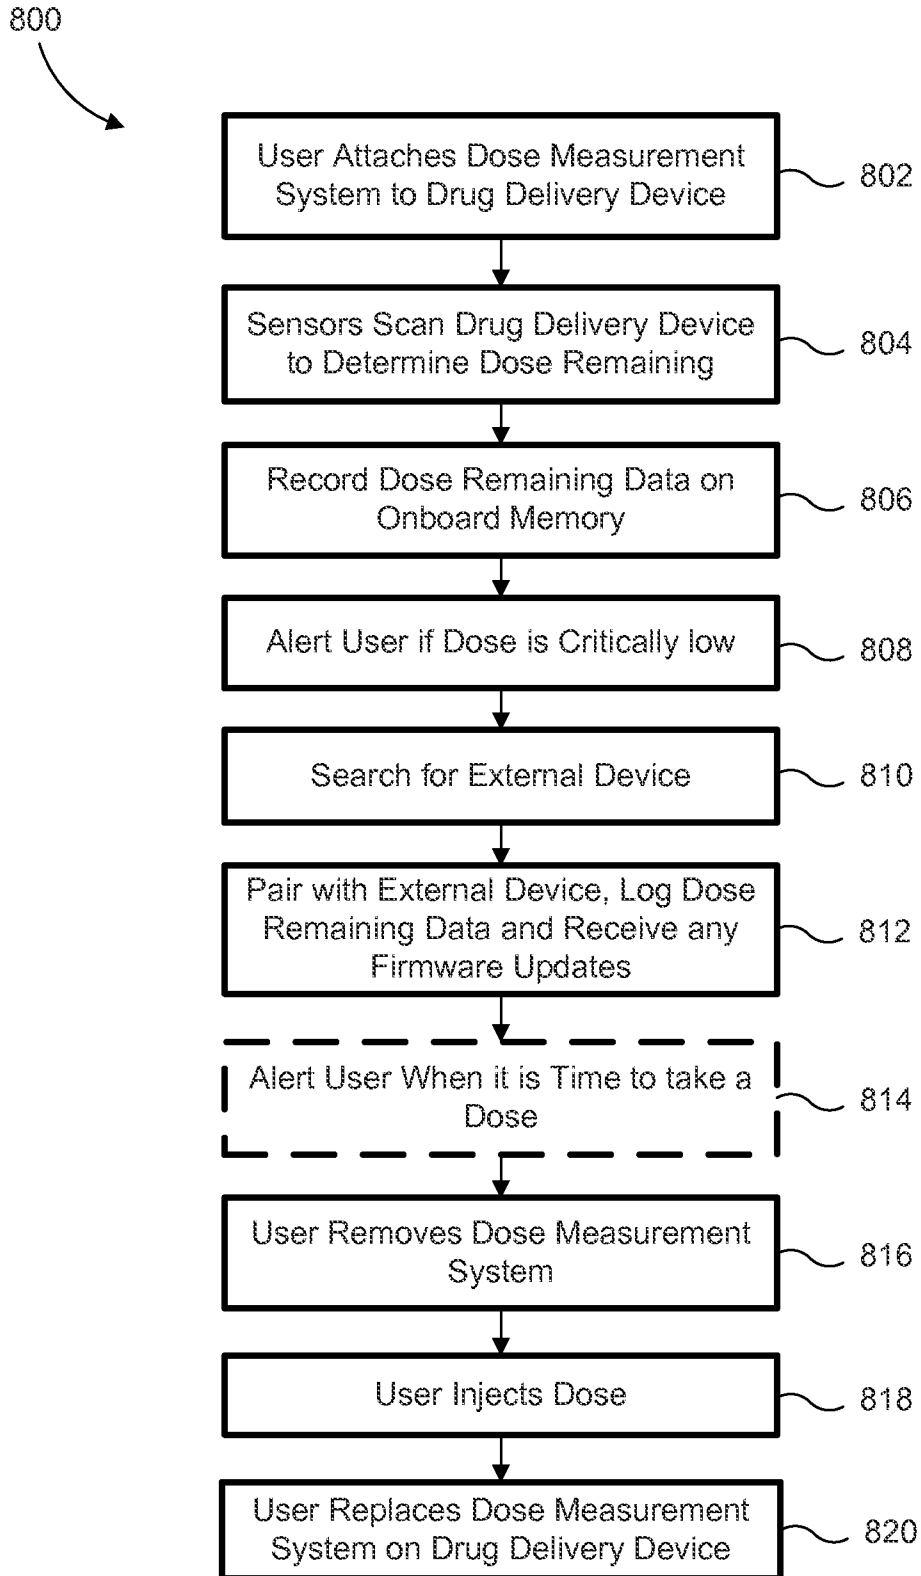 800
User Attaches Dose Measurement
System to Drug Delivery Device
802
Sensors Scan Drug Delivery Device
to Determine Dose Remaining
804
Record Dose Remaining Data on
Onboard Memory
806
Alert User if Dose is Critically low
808
Search for External Device
810
Pair with External Device, Log Dose
Remaining Data and Receive any
Firmware Updates
812
Alert User When it is Time to take a
Dose
814
User Removes Dose Measurement
System
816
User Injects Dose
818
User Replaces Dose Measurement
System on Drug Delivery Device
820